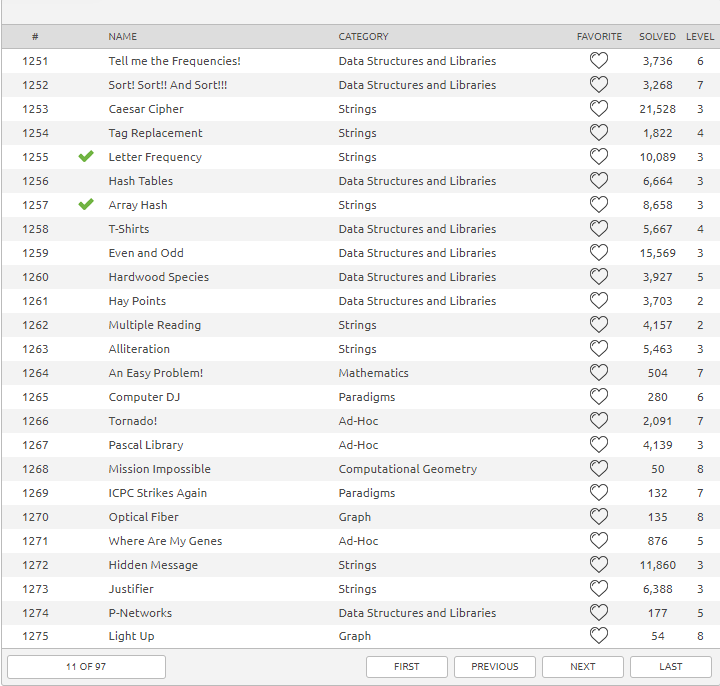 # NAME CATEGORY FAVORITE SOLVED LEVEL
1251 Tell me the Frequencies! Data Structures and Libraries 3,736 6
1252 Sort! Sort!! And Sort!!! Data Structures and Libraries 3,268 7
1253 Caesar Cipher Strings 21,528 3
1254 Tag Replacement Strings 1,822 4
1255 Letter Frequency Strings 10,089 3
1256 Hash Tables Data Structures and Libraries 6,664 3
1257 Array Hash Strings 8,658 3
1258 T-Shirts Data Structures and Libraries 5,667 4
1259 Even and Odd Data Structures and Libraries 15,569 3
1260 Hardwood Species Data Structures and Libraries 3,927 5
1261 Hay Points Data Structures and Libraries 3,703 2
1262 Multiple Reading Strings 4,157 2
1263 Alliteration Strings 5,463 3
1264 An Easy Problem! Mathematics 504 7
1265 Computer DJ Paradigms 280 6
1266 Tornado! Ad-Hoc 2,091 7
1267 Pascal Library Ad-Hoc 4,139 3
1268 Mission Impossible Computational Geometry 50 8
1269 ICPC Strikes Again Paradigms 132 7
1270 Optical Fiber Graph 135 8
1271 Where Are My Genes Ad-Hoc 876 5
1272 Hidden Message Strings 11,860 3
1273 Justifier Strings 6,388 3
1274 P-Networks Data Structures and Libraries 177 5
1275 Light Up Graph 54 8
11 OF 97 FIRST PREVIOUS NEXT LAST